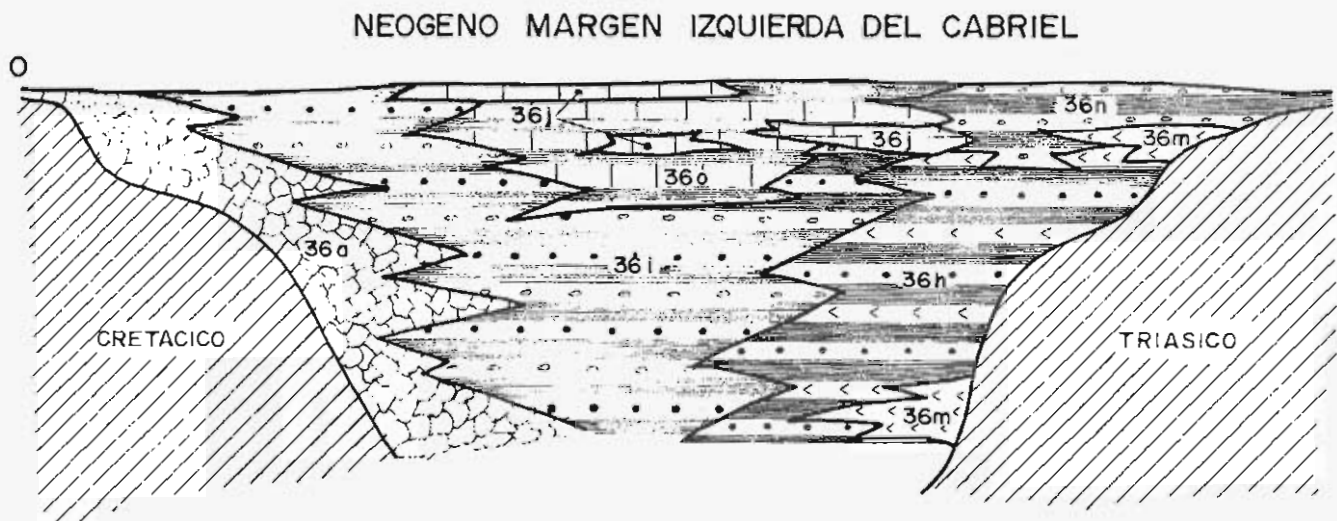 NEOGENO MARGEN IZQUIERDA DEL CABRIEL
O
36n
36j
36j
36m
36o
36a
36i
36h
CRETACICO
TRIASICO
36m